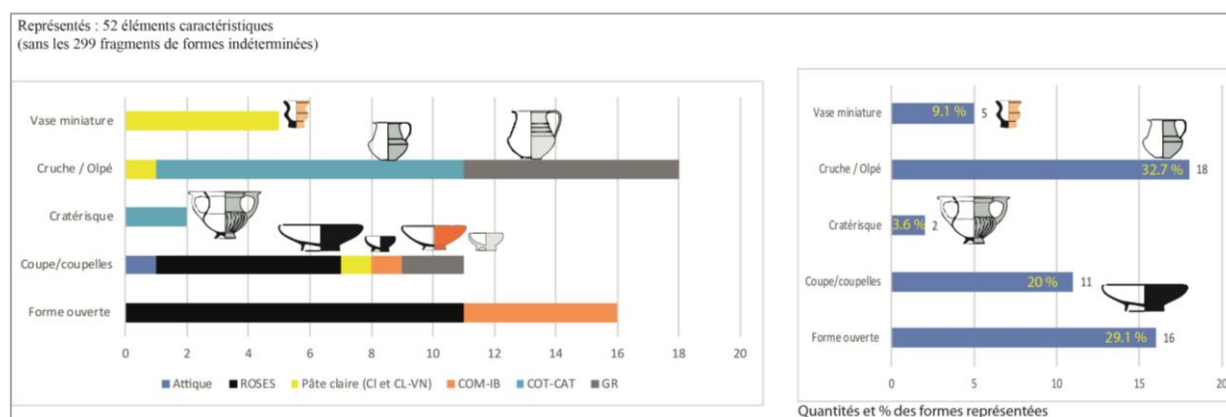 Représentés : 52 éléments caractéristiques
(sans les 299 fragments de formes indéterminées)
Vase miniature
Cruche / Olpé
Cratérisque
Coupe/coupelles
Forme ouverte
0 2 4 6 8 10 12 14 16 18 20
Attique ROSES Pâte claire (Cl et CL-VN) COM-IB COT-CAT GR
Vase miniature 9.1 % 5
Cruche / Olpé 32.7 % 18
Cratérisque 3.6 % 2
Coupe/coupelles 20 % 11
Forme ouverte 29.1 % 16
0 5 10 15 20
Quantités et % des formes représentées